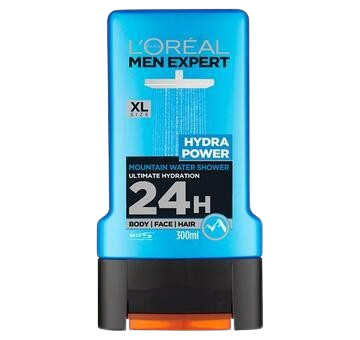 L'ORÉAL
MEN EXPERT
XL
SIZE
HYDRA
POWER
MOUNTAIN WATER SHOWER
ULTIMATE HYDRATION
24H
BODY | FACE | HAIR
300ml